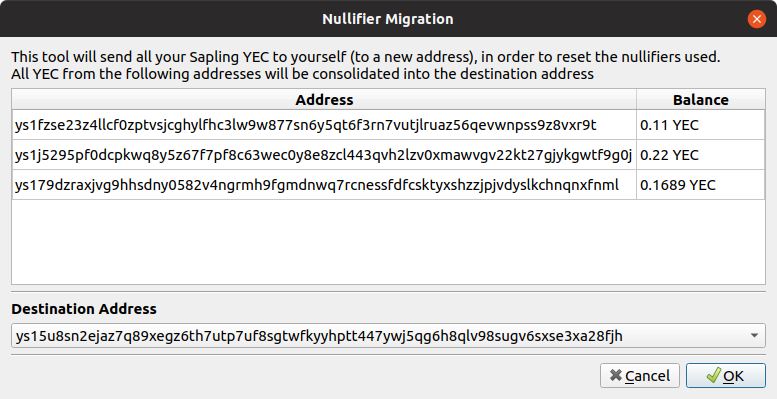 Nullifier Migration
This tool will send all your Sapling YEC to yourself (to a new address), in order to reset the nullifiers used.
All YEC from the following addresses will be consolidated into the destination address
Address Balance
ys1fzse23z4llcf0zptvsjcghylfhc3lw9w877sn6y5qt6f3rn7vutjlruaz56qevwnpss9z8vxr9t 0.11 YEC
ys1j5295pf0dcpkwq8y5z67f7pf8c63wec0y8e8zcl443qvh2lzv0xmawvgv22kt27gjykgwtf9g0j 0.22 YEC
ys179dzraxjvg9hhsdny0582v4ngrmh9fgmdnwq7rcnessfdfcsktyxshzzjpjvdyslkchnqnxfnml 0.1689 YEC
Destination Address
ys15u8sn2ejaz7q89xegz6th7utp7uf8sgtwfkyyhptt447ywj5qg6h8qlv98sugv6sxse3xa28fjh
Cancel OK